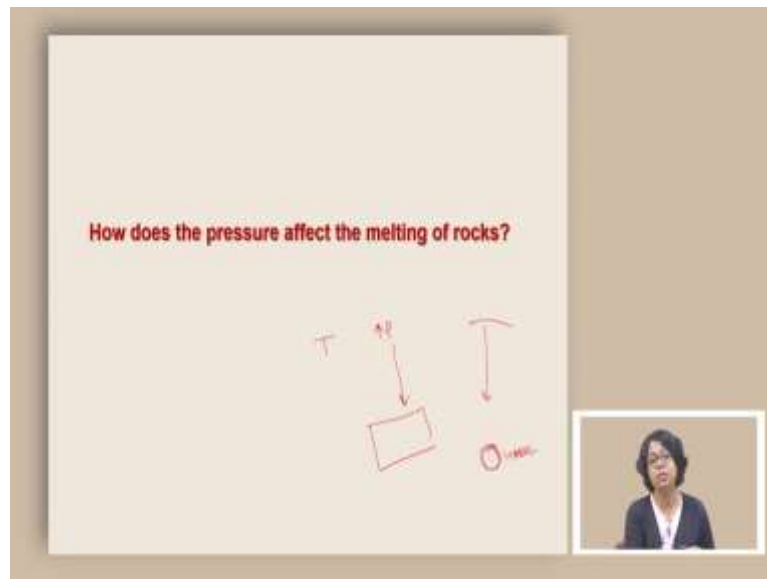 How does the pressure affect the melting of rocks?
T ↑P